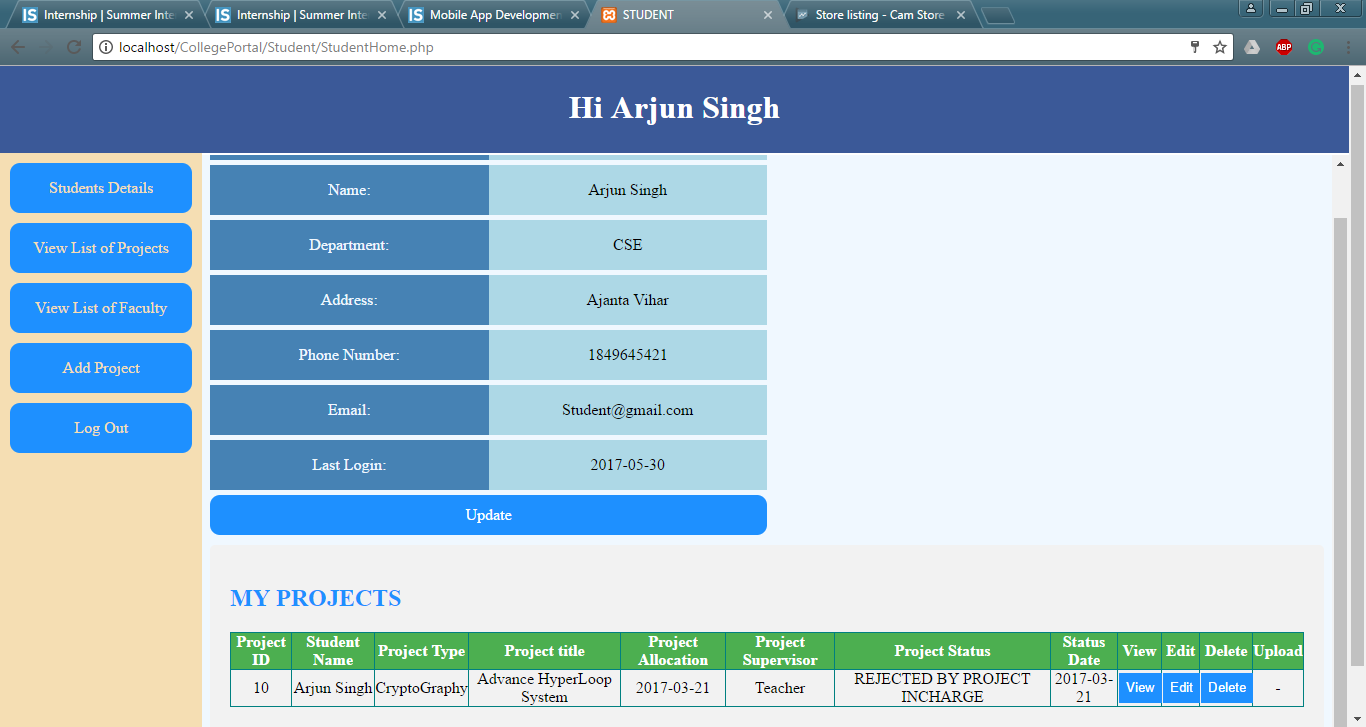 Internship | Summer Inte
Internship | Summer Inte
Mobile App Developmen
STUDENT
Store listing - Cam Store
localhost/CollegePortal/Student/StudentHome.php
ABP
Hi Arjun Singh
Students Details
View List of Projects
View List of Faculty
Add Project
Log Out
Name: Arjun Singh
Department: CSE
Address: Ajanta Vihar
Phone Number: 1849645421
Email: Student@gmail.com
Last Login: 2017-05-30
Update
MY PROJECTS
Project ID Student Name Project Type Project title Project Allocation Project Supervisor Project Status Status Date View Edit Delete Upload
10 Arjun Singh CryptoGraphy Advance HyperLoop System 2017-03-21 Teacher REJECTED BY PROJECT INCHARGE 2017-03-21 View Edit Delete -